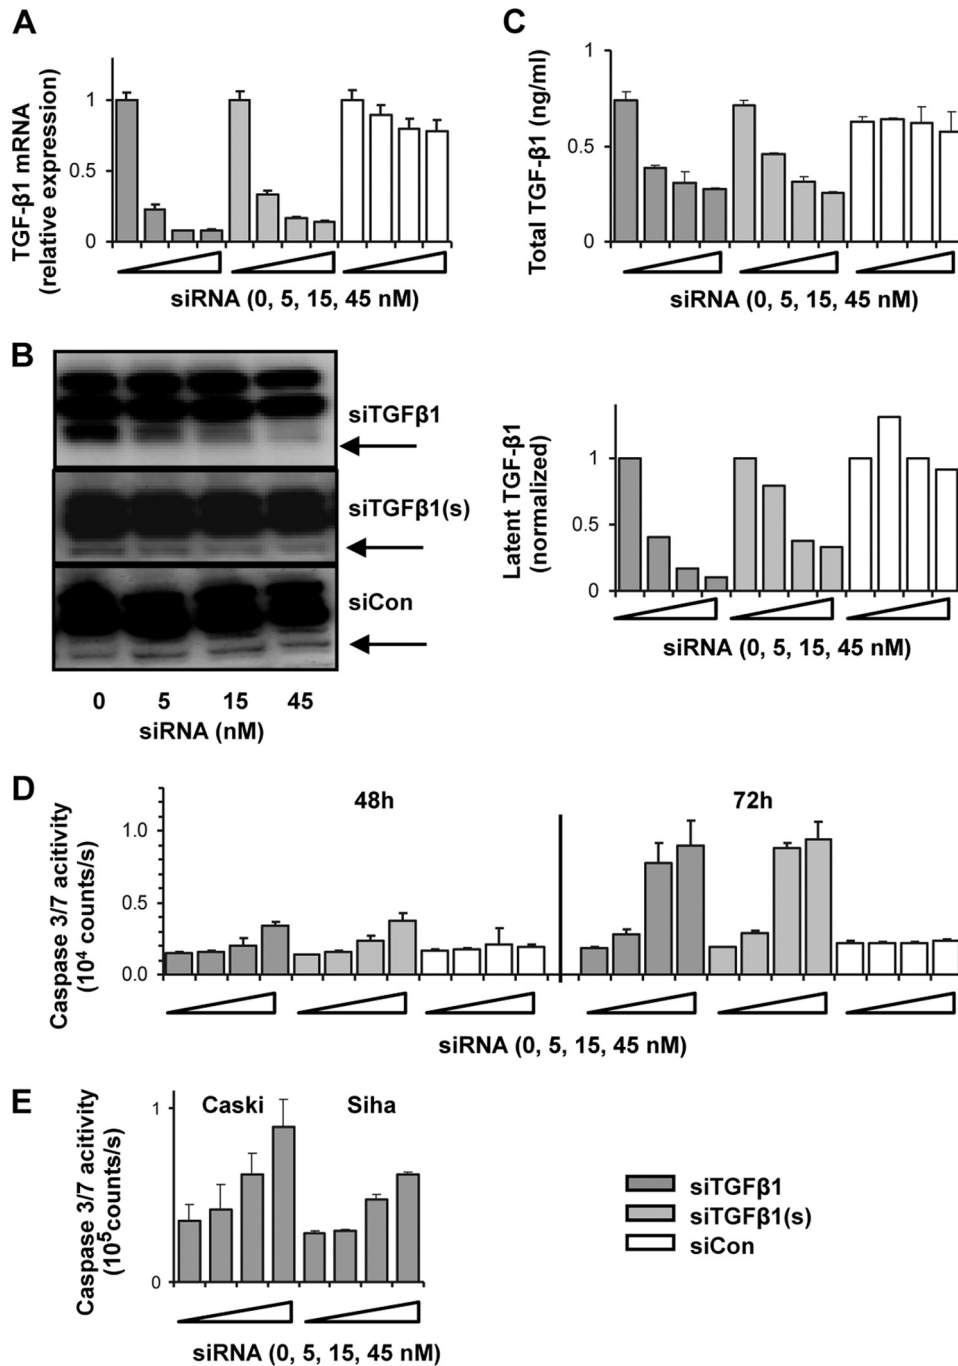 A
TGF-β1 mRNA
(relative expression)
1
0.5
0
siRNA (0, 5, 15, 45 nM)
C
Total TGF-β1 (ng/ml)
1
0.5
0
siRNA (0, 5, 15, 45 nM)
B
siTGFβ1
siTGFβ1(s)
siCon
0 5 15 45
siRNA (nM)
Latent TGF-β1
(normalized)
1
0.5
0
siRNA (0, 5, 15, 45 nM)
D
Caspase 3/7 acitivity
(10⁴ counts/s)
1.0
0.5
0.0
48h 72h
siRNA (0, 5, 15, 45 nM)
E
Caspase 3/7 acitivity
(10⁵counts/s)
1
0
Caski Siha
siRNA (0, 5, 15, 45 nM)
siTGFβ1
siTGFβ1(s)
siCon